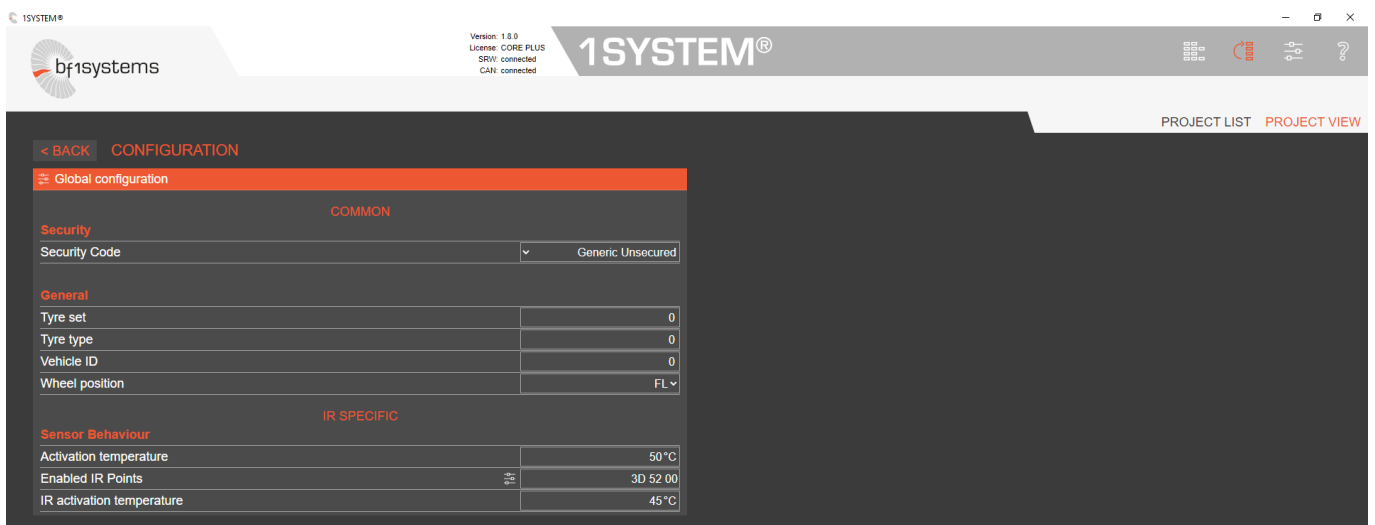 1SYSTEM®
bf1systems
Version: 1.8.0
License: CORE PLUS
SRW: connected
CAN: connected
1SYSTEM®
PROJECT LIST PROJECT VIEW
< BACK CONFIGURATION
Global configuration
COMMON
Security
Security Code Generic Unsecured
General
Tyre set 0
Tyre type 0
Vehicle ID 0
Wheel position FL
IR SPECIFIC
Sensor Behaviour
Activation temperature 50°C
Enabled IR Points 3D 52 00
IR activation temperature 45°C